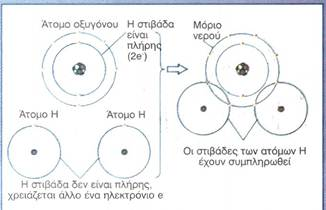 Άτομο οξυγόνου
Η στιβάδα
είναι
πλήρης
(2e-)
Μόριο
νερού
Άτομο Η
Άτομο Η
Η στιβάδα δεν είναι πλήρης,
χρειάζεται άλλο ένα ηλεκτρόνιο e
Οι στιβάδες των ατόμων Η
έχουν συμπληρωθεί